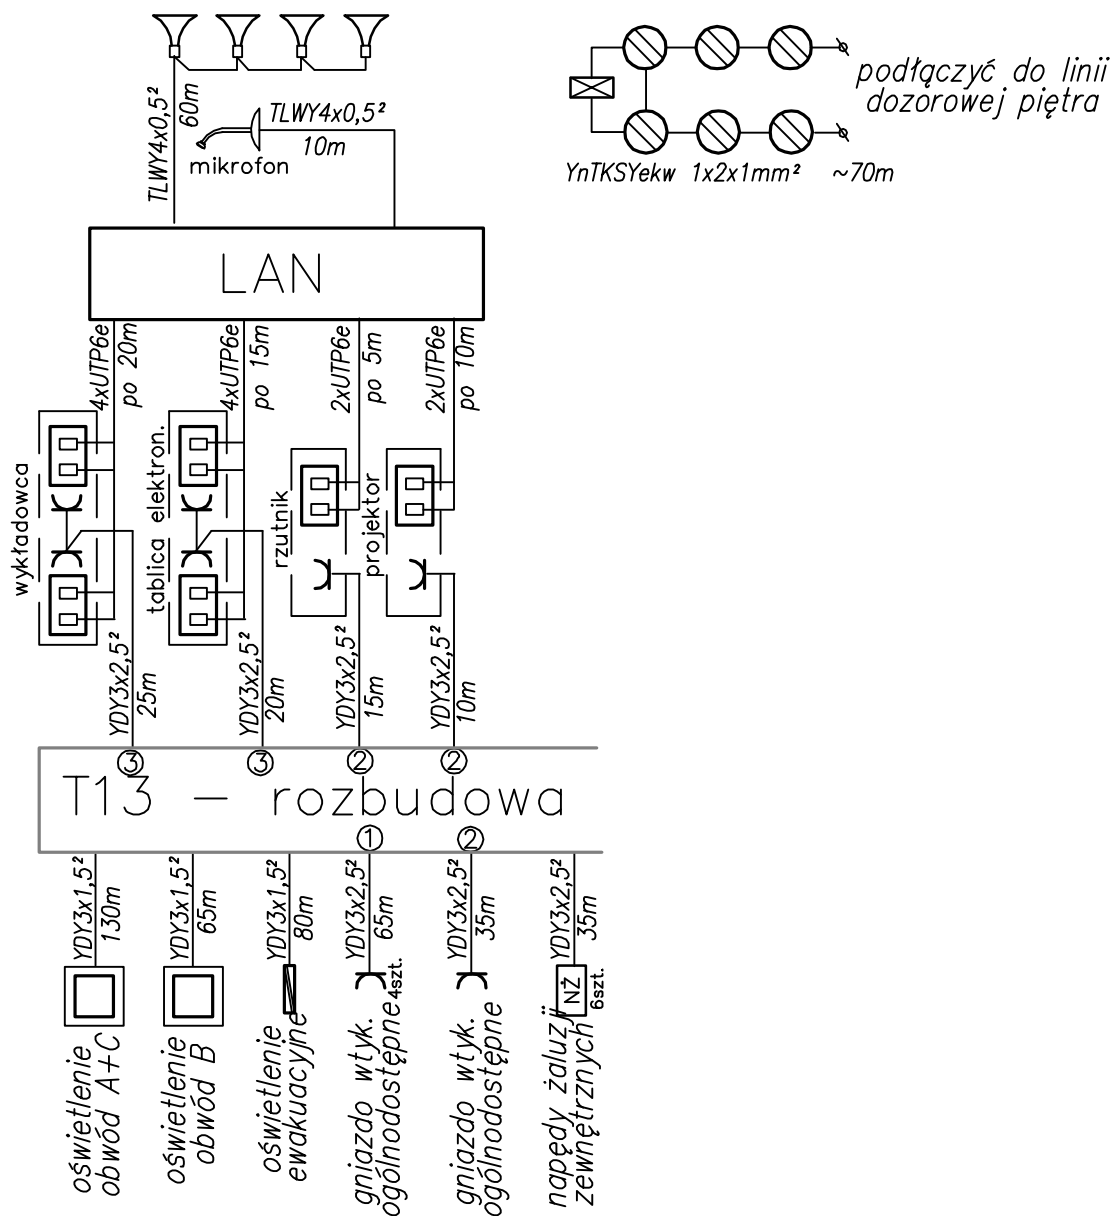 TLWY4x0,5²
60m
TLWY4x0,5²
10m
mikrofon
podłączyć do linii
dozorowej piętra
YnTKSYekw 1x2x1mm² ~70m
LAN
4xUTP6e
po 20m
4xUTP6e
po 15m
2xUTP6e
po 5m
2xUTP6e
po 10m
wykładowca
tablica elektron.
rzutnik
projektor
YDY3x2,5²
25m
YDY3x2,5²
20m
YDY3x2,5²
15m
YDY3x2,5²
10m
3
3
2
2
T13 – rozbudowa
1
2
YDY3x1,5²
130m
YDY3x1,5²
65m
YDY3x1,5²
80m
YDY3x2,5²
65m
YDY3x2,5²
35m
YDY3x2,5²
35m
4szt.
NŻ
6szt.
oświetlenie
obwód A+C
oświetlenie
obwód B
oświetlenie
ewakuacyjne
gniazdo wtyk.
ogólnodostępne
gniazdo wtyk.
ogólnodostępne
napędy żaluzji
zewnętrznych